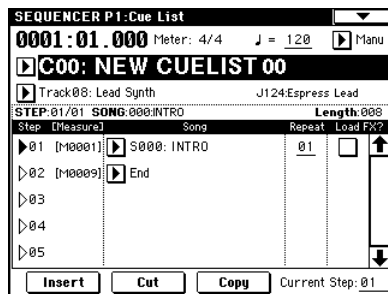 SEQUENCER P1:Cue List
0001:01.000 Meter: 4/4 ♩ = 120 Manu
C00: NEW CUELIST 00
Track08: Lead Synth J124:Espress Lead
STEP:01/01 SONG:000:INTRO Length:008
Step [Measure] Song Repeat Load FX?
01 [M0001] S000: INTRO 01
02 [M0009] End
03
04
05
Insert Cut Copy Current Step: 01